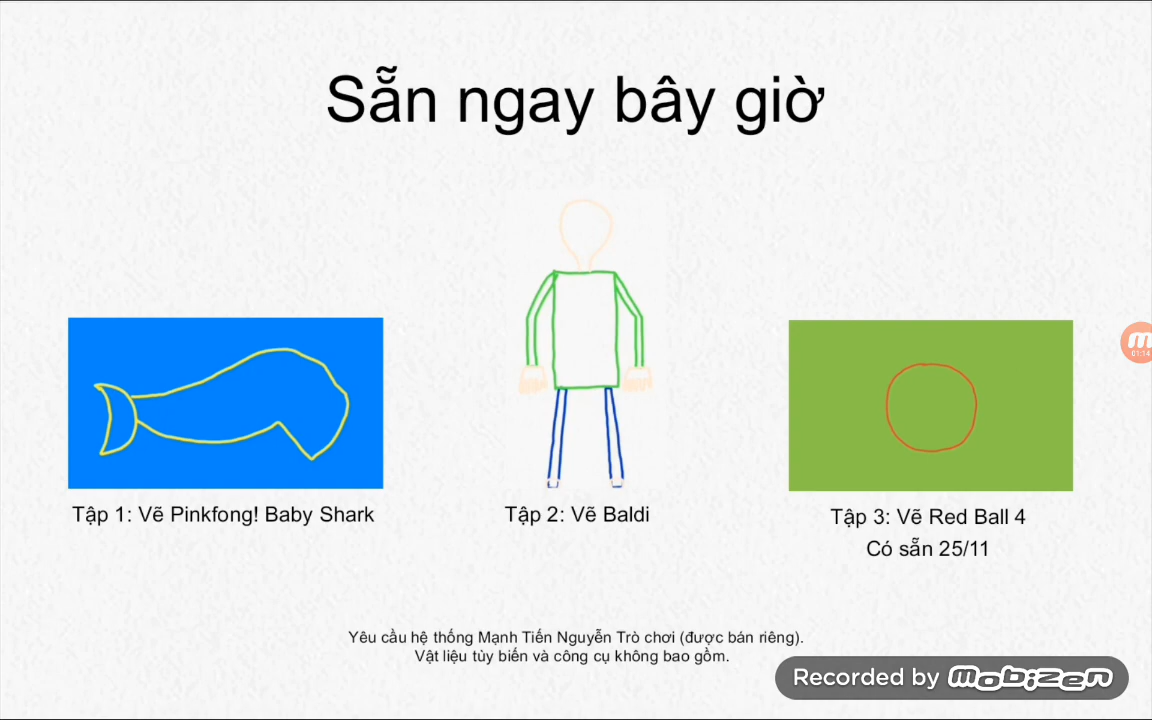 Sẵn ngay bây giờ
Tập 1: Vẽ Pinkfong! Baby Shark
Tập 2: Vẽ Baldi
Tập 3: Vẽ Red Ball 4
Có sẵn 25/11
Yêu cầu hệ thống Mạnh Tiến Nguyễn Trò chơi (được bán riêng).
Vật liệu tùy biến và công cụ không bao gồm.
Recorded by mobizen
m
01:14